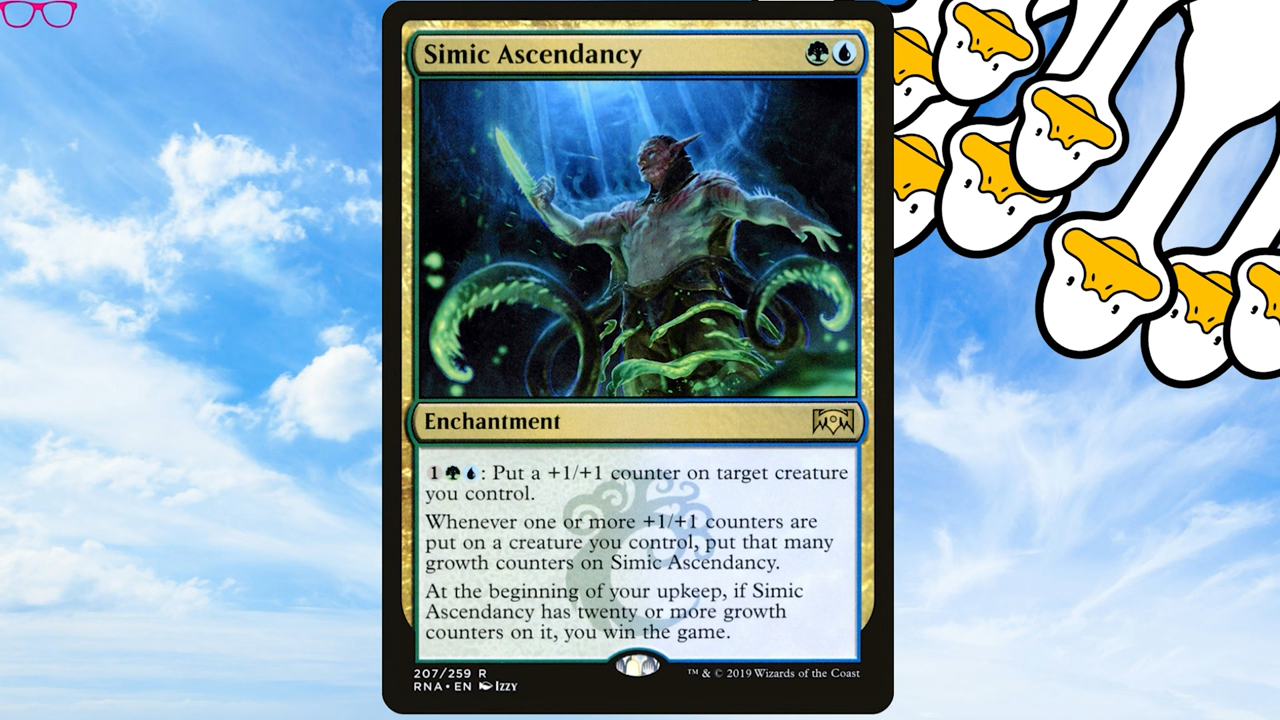 Simic Ascendancy
Enchantment
1 : Put a +1/+1 counter on target creature
you control.
Whenever one or more +1/+1 counters are
put on a creature you control, put that many
growth counters on Simic Ascendancy.
At the beginning of your upkeep, if Simic
Ascendancy has twenty or more growth
counters on it, you win the game.
207/259 R
RNA • EN IZZY
™ & © 2019 Wizards of the Coast